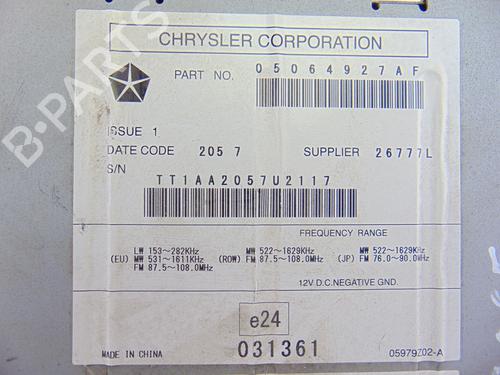 CHRYSLER CORPORATION
PART NO. 05064927AF
ISSUE 1
DATE CODE 205 7 SUPPLIER 26777L
S/N
TT1AA2057U2117
FREQUENCY RANGE
LW 153~282KHz MW 522~1629KHz MW 522~1629KHz
(EU) MW 531~1611KHz (ROW) FM 87.5~108.0MHz (JP) FM 76.0~90.0MHz
FM 87.5~108.0MHz
12V D.C.NEGATIVE GND.
e24
031361
MADE IN CHINA
05979Z02-A
B-PARTS